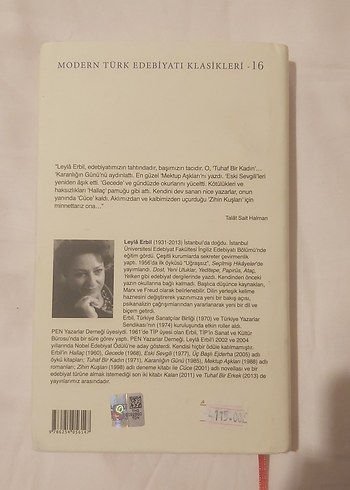 MODERN TÜRK EDEBİYATI KLASİKLERİ - 16
"Leylâ Erbil, edebiyatımızın tahtındadır, başımızın tacıdır. O, 'Tuhaf Bir Kadın'…
'Karanlığın Günü'nü aydınlattı. En güzel 'Mektup Aşkları'nı yazdı. 'Eski Sevgili'leri
yeniden âşık etti. 'Gecede' ve gündüzde okurlarını yüceltti. Kötülükleri ve
haksızlıkları 'Hallaç' pamuğu gibi attı. Kendini dev sanan nice yazarlar, onun
yanında 'Cüce' kaldı. Aklımızdan ve kalbimizden uçurduğu 'Zihin Kuşları' için
minnettarız ona…"
Talât Sait Halman
Leylâ Erbil (1931-2013) İstanbul'da doğdu. İstanbul
Üniversitesi Edebiyat Fakültesi İngiliz Edebiyatı Bölümü'nde
eğitim gördü. Çeşitli kurumlarda sekreter çevirmenlik
yaptı. 1956'da ilk öyküsü "Uğraşsız", Seçilmiş Hikâyeler'de
yayımlandı. Dost, Yeni Ufuklar, Yeditepe, Papirüs, Ataç,
Yelken gibi edebiyat dergilerinde yazdı. Kendinden önceki
yazın okullarına bağlı kalmadı. Başlıca düşünce kaynakları,
Marx ve Freud olarak belirlenebilir. Dilin yerleşik kelime
haznesini değiştirerek yazınımıza yeni bir bakış açısı,
psikanalizin çağrışımlarından yararlanarak yeni bir dil ve
biçem getirdi.
Erbil, Türkiye Sanatçılar Birliği (1970) ve Türkiye Yazarlar
Sendikası'nın (1974) kuruluşunda etkin roller aldı.
PEN Yazarlar Derneği üyesiydi. 1961'da TİP üyesi olan Erbil, TİP'in Sanat ve Kültür
Bürosu'nda bir süre görev yaptı. PEN Yazarlar Derneği, Leylâ Erbil'i 2002 ve 2004
yıllarında Nobel Edebiyat Ödülü'ne aday gösterdi. Kendisi hiçbir ödüle katılmamıştır.
Erbil'in Hallaç (1960), Gecede (1968), Eski Sevgili (1977), Üç Başlı Ejderha (2005) adlı
öykü kitapları; Tuhaf Bir Kadın (1971), Karanlığın Günü (1985), Mektup Aşkları (1988) adlı
romanları; Zihin Kuşları (1998) adlı deneme kitabı ile Cüce (2001) adlı novellası ve bir
edebiyat türüne almak istemediği son iki kitabı Kalan (2011) ve Tuhaf Bir Erkek (2013) de
yayınlarımız arasındadır.